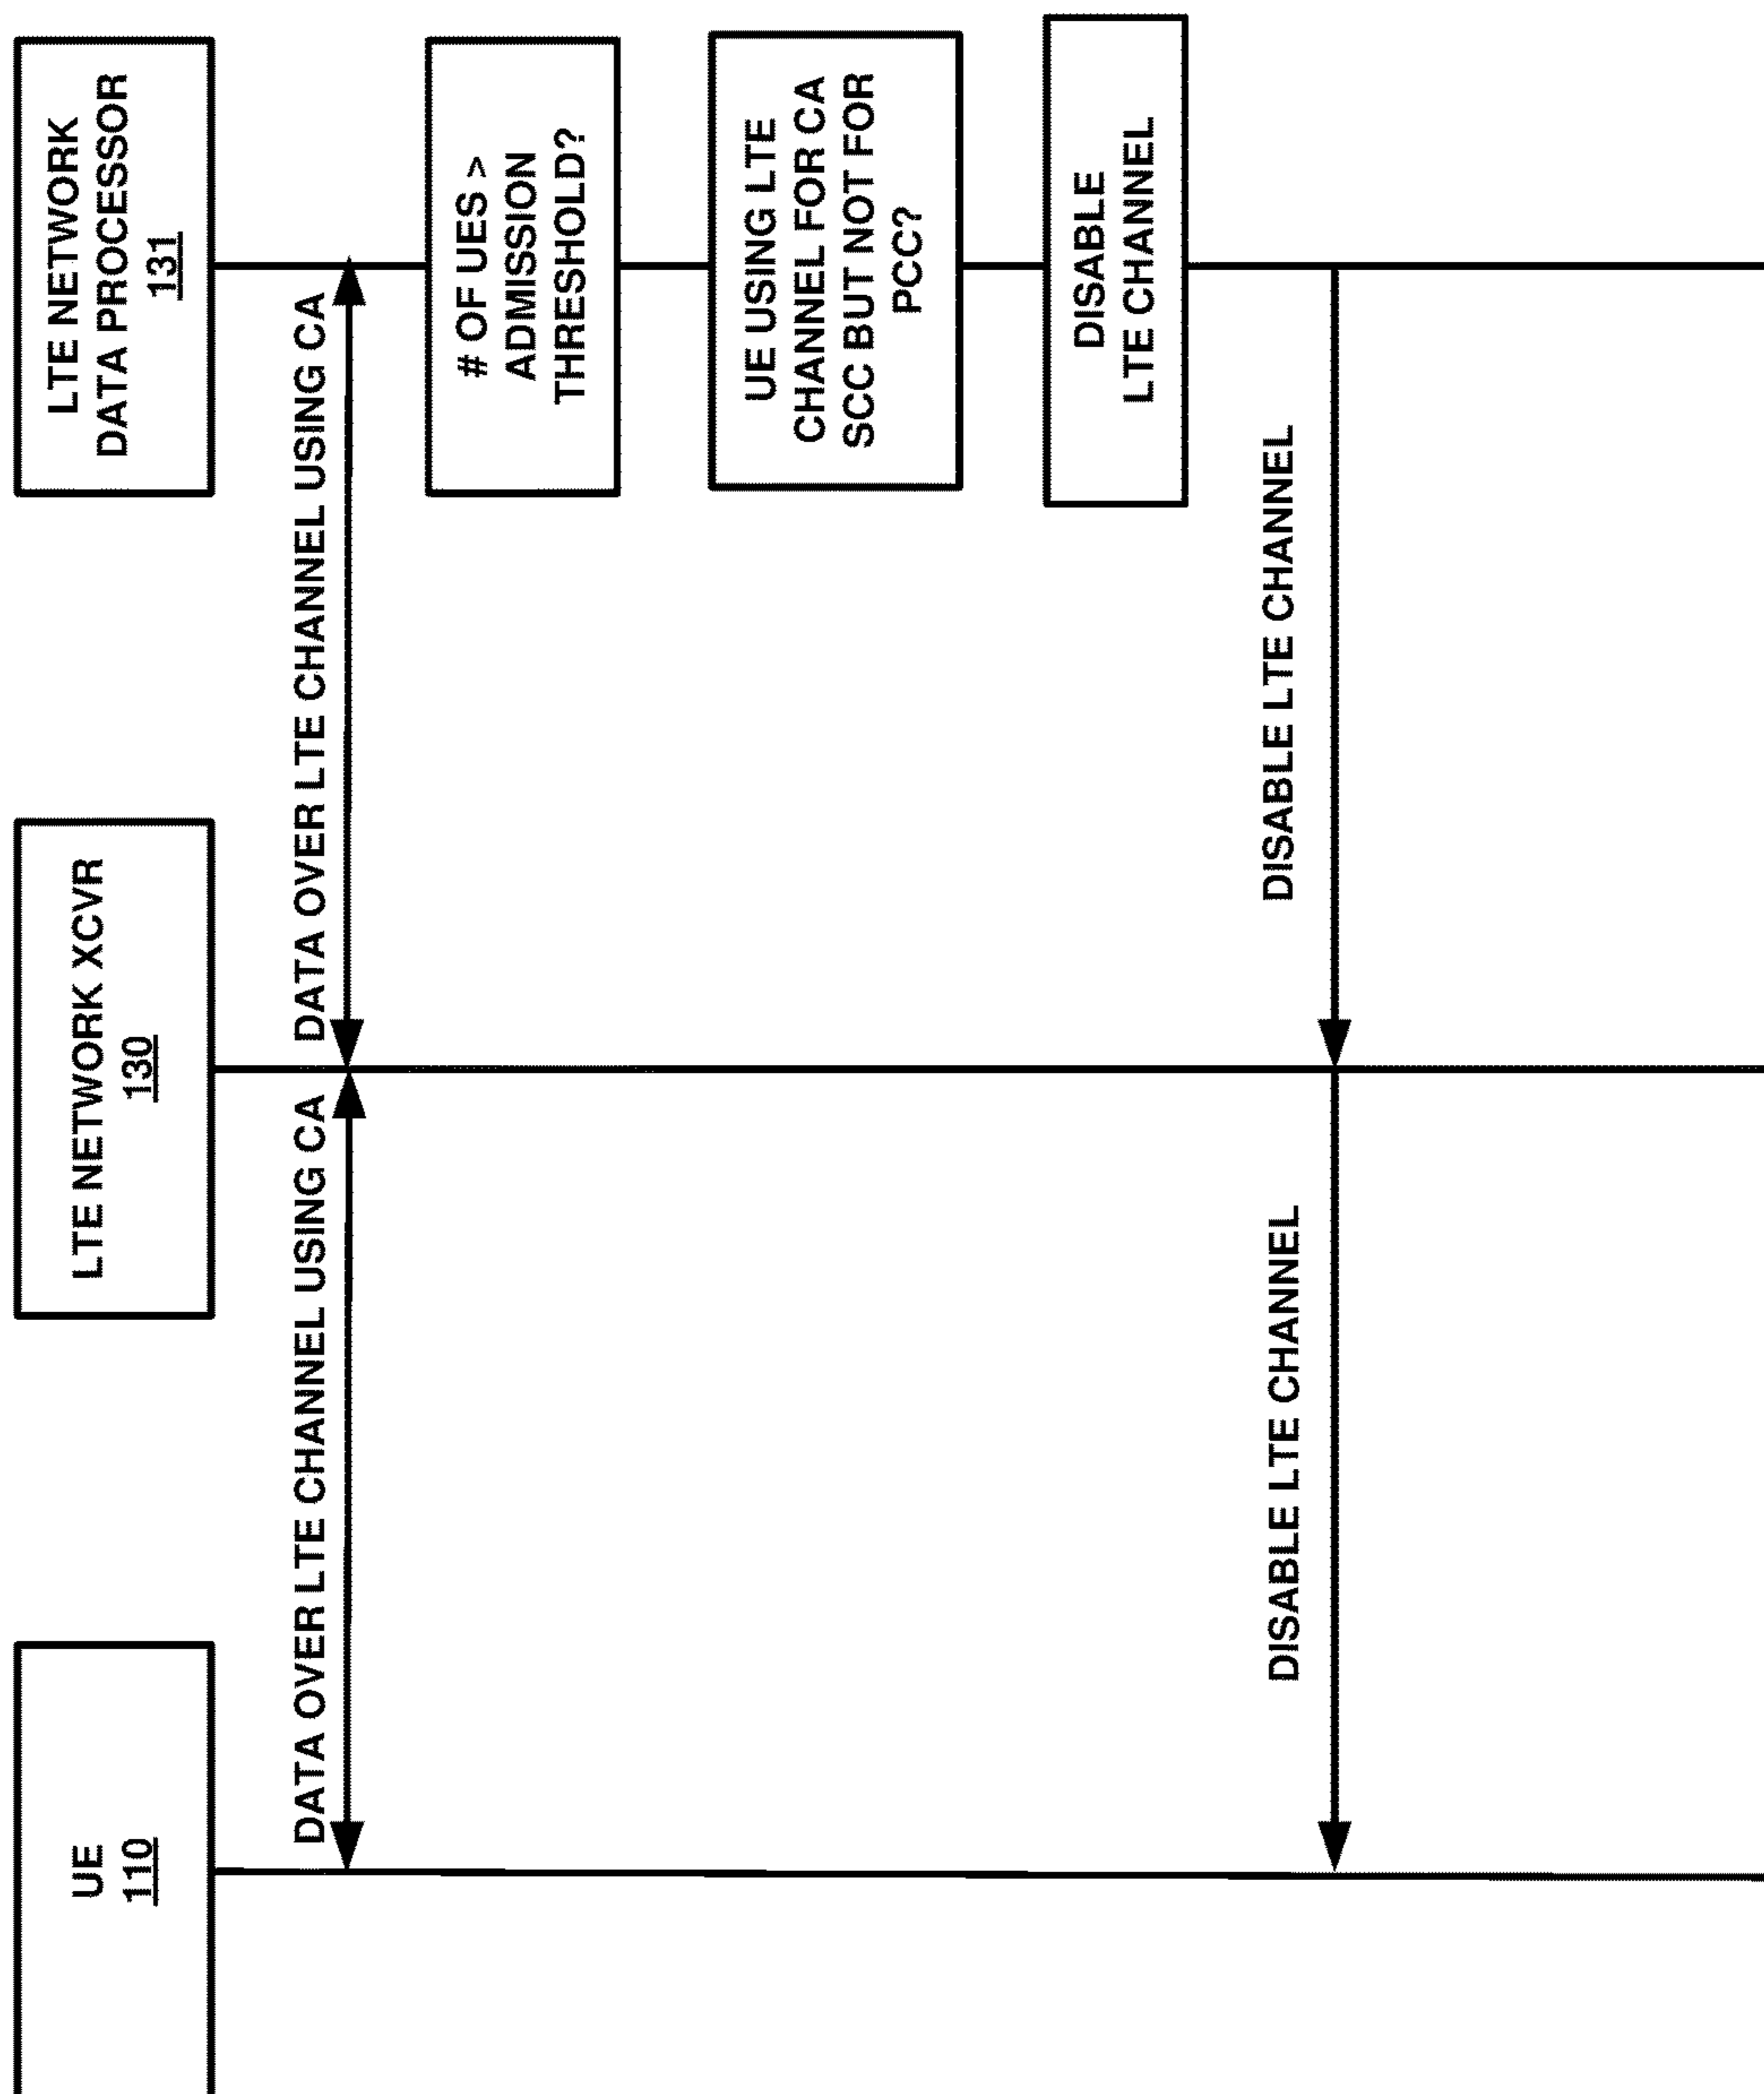 UE
110
LTE NETWORK XCVR
130
LTE NETWORK
DATA PROCESSOR
131
DATA OVER LTE CHANNEL USING CA
DATA OVER LTE CHANNEL USING CA
# OF UES >
ADMISSION
THRESHOLD?
UE USING LTE
CHANNEL FOR CA
SCC BUT NOT FOR
PCC?
DISABLE
LTE CHANNEL
DISABLE LTE CHANNEL
DISABLE LTE CHANNEL